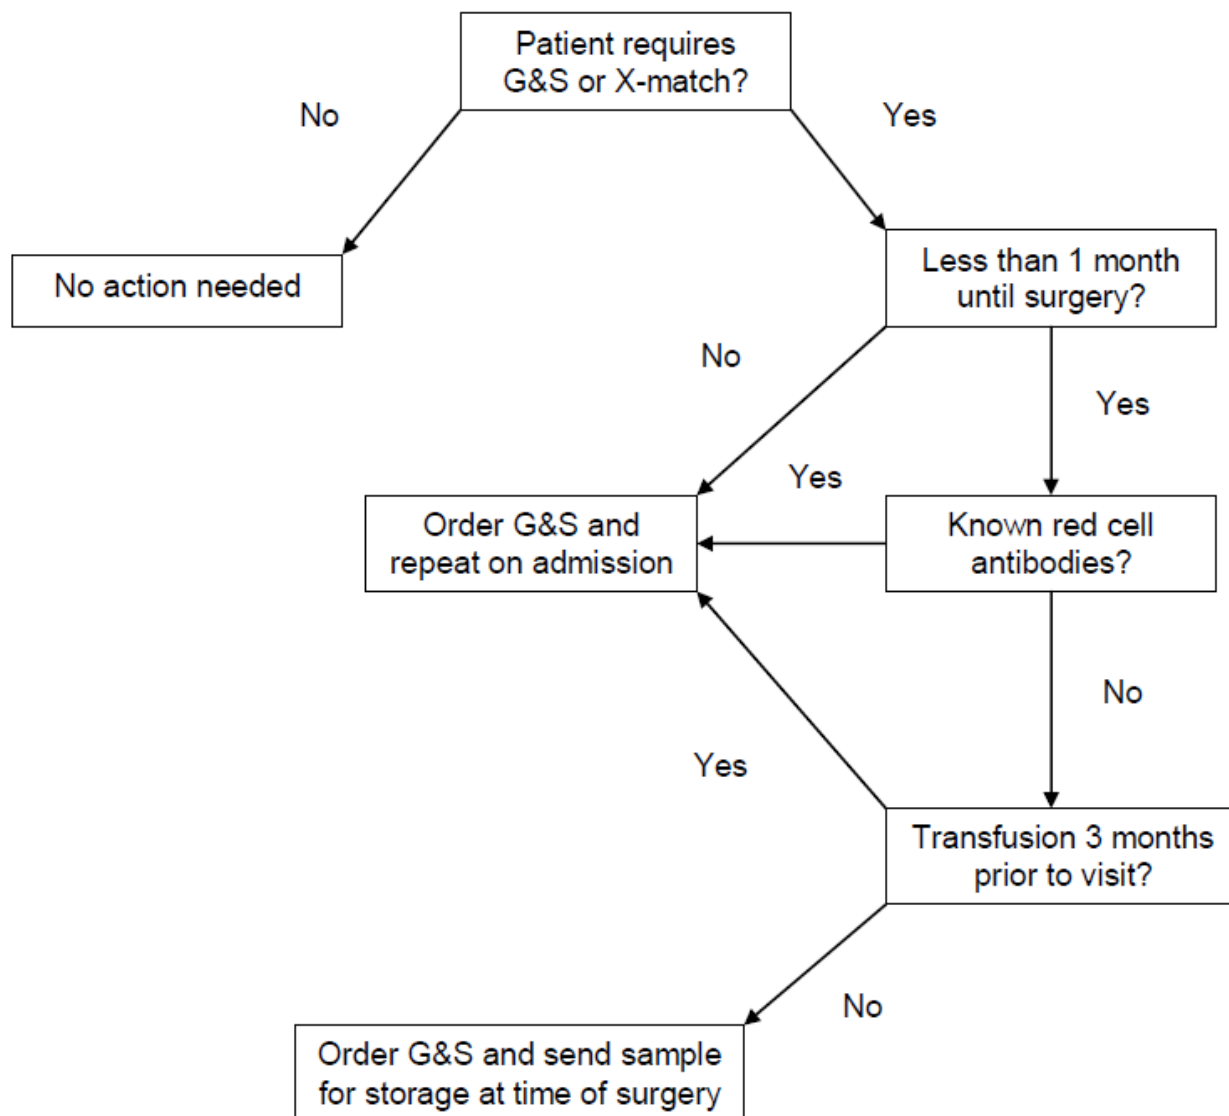 Patient requires
G&S or X-match?
No
Yes
No action needed
Less than 1 month
until surgery?
No
Yes
Yes
Order G&S and
repeat on admission
Known red cell
antibodies?
No
Yes
Transfusion 3 months
prior to visit?
No
Order G&S and send sample
for storage at time of surgery